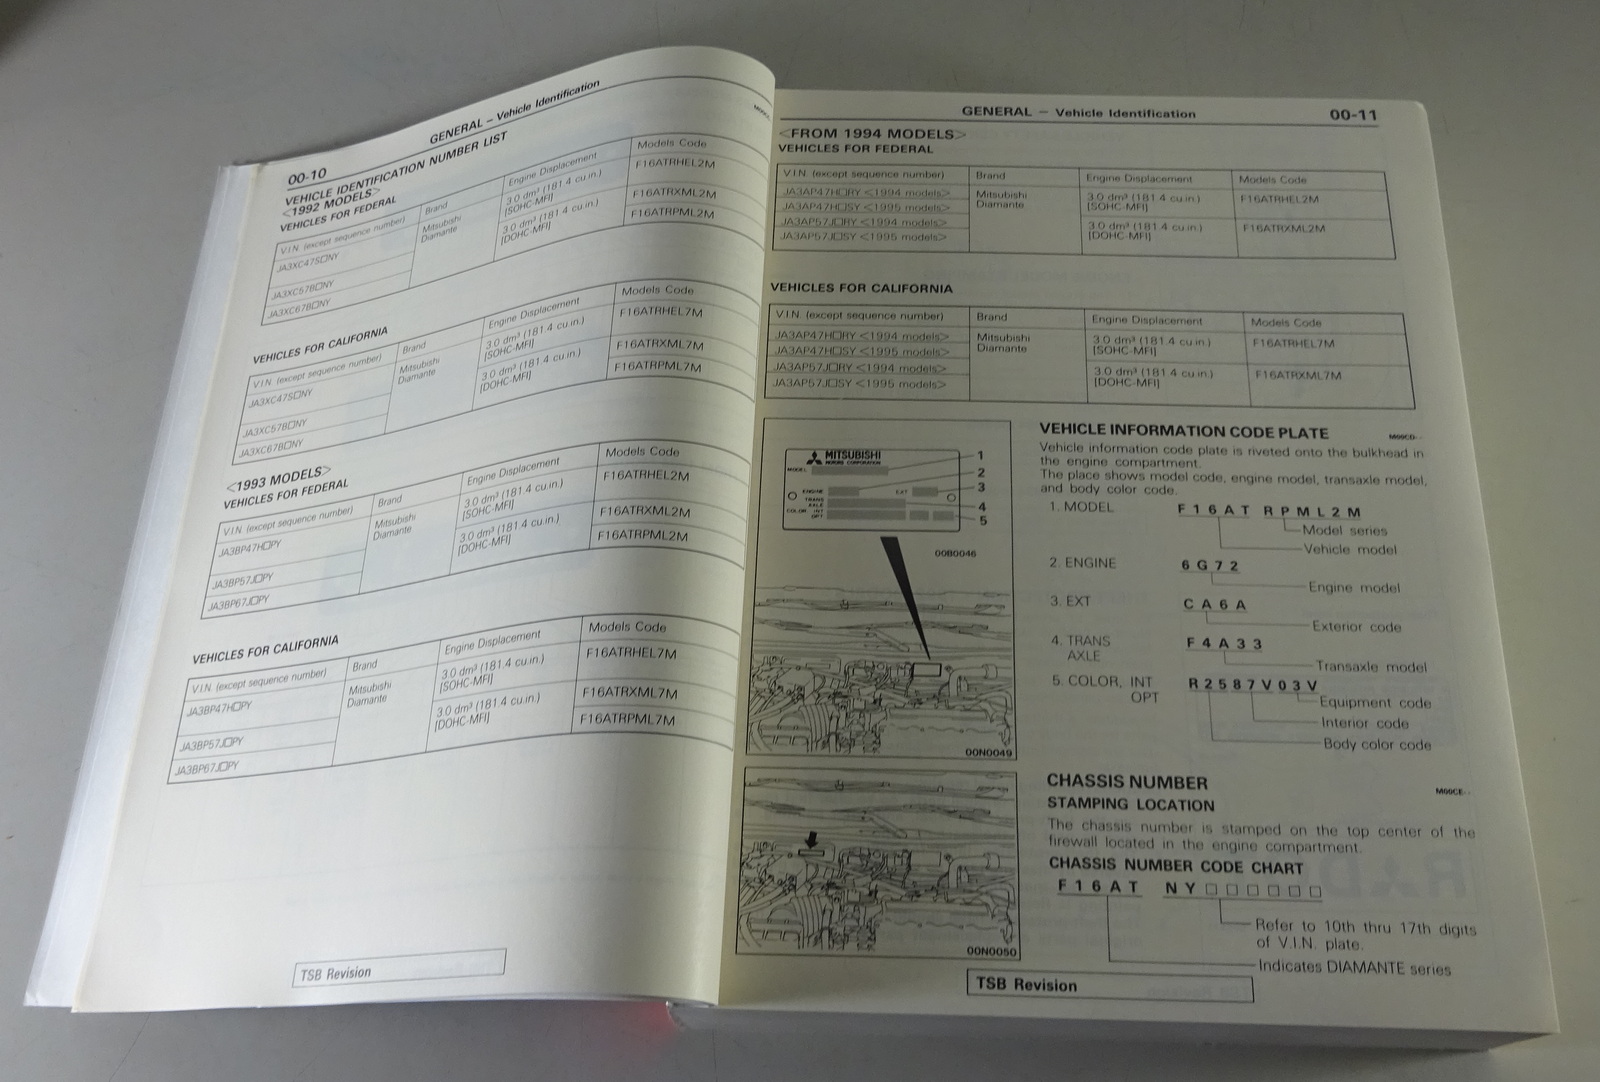 00-10
GENERAL – Vehicle Identification
VEHICLE IDENTIFICATION NUMBER LIST
<1992 MODELS>
VEHICLES FOR FEDERAL
V.I.N. (except sequence number) Brand Engine Displacement Models Code
JA3XC47S□NY Mitsubishi Diamante 3.0 dm³ (181.4 cu.in.) [SOHC-MFI] F16ATRHEL2M
JA3XC57B□NY 3.0 dm³ (181.4 cu.in.) [DOHC-MFI] F16ATRXML2M
JA3XC67B□NY F16ATRPML2M
VEHICLES FOR CALIFORNIA
V.I.N. (except sequence number) Brand Engine Displacement Models Code
JA3XC47S□NY Mitsubishi Diamante 3.0 dm³ (181.4 cu.in.) [SOHC-MFI] F16ATRHEL7M
JA3XC57B□NY 3.0 dm³ (181.4 cu.in.) [DOHC-MFI] F16ATRXML7M
JA3XC67B□NY F16ATRPML7M
<1993 MODELS>
VEHICLES FOR FEDERAL
V.I.N. (except sequence number) Brand Engine Displacement Models Code
JA3BP47H□PY Mitsubishi Diamante 3.0 dm³ (181.4 cu.in.) [SOHC-MFI] F16ATRHEL2M
JA3BP57J□PY 3.0 dm³ (181.4 cu.in.) [DOHC-MFI] F16ATRXML2M
JA3BP67J□PY F16ATRPML2M
VEHICLES FOR CALIFORNIA
V.I.N. (except sequence number) Brand Engine Displacement Models Code
JA3BP47H□PY Mitsubishi Diamante 3.0 dm³ (181.4 cu.in.) [SOHC-MFI] F16ATRHEL7M
JA3BP57J□PY 3.0 dm³ (181.4 cu.in.) [DOHC-MFI] F16ATRXML7M
JA3BP67J□PY F16ATRPML7M
TSB Revision
GENERAL – Vehicle Identification 00-11
<FROM 1994 MODELS>
VEHICLES FOR FEDERAL
V.I.N. (except sequence number) Brand Engine Displacement Models Code
JA3AP47H□RY <1994 models> Mitsubishi Diamante 3.0 dm³ (181.4 cu.in.) [SOHC-MFI] F16ATRHEL2M
JA3AP47H□SY <1995 models>
JA3AP57J□RY <1994 models> 3.0 dm³ (181.4 cu.in.) [DOHC-MFI] F16ATRXML2M
JA3AP57J□SY <1995 models>
VEHICLES FOR CALIFORNIA
V.I.N. (except sequence number) Brand Engine Displacement Models Code
JA3AP47H□RY <1994 models> Mitsubishi Diamante 3.0 dm³ (181.4 cu.in.) [SOHC-MFI] F16ATRHEL7M
JA3AP47H□SY <1995 models>
JA3AP57J□RY <1994 models> 3.0 dm³ (181.4 cu.in.) [DOHC-MFI] F16ATRXML7M
JA3AP57J□SY <1995 models>
MITSUBISHI
MOTORS CORPORATION
MODEL
ENGINE EXT
TRANS AXLE
COLOR INT OPT
1
2
3
4
5
00B0046
00N0049
VEHICLE INFORMATION CODE PLATE
Vehicle information code plate is riveted onto the bulkhead in
the engine compartment.
The place shows model code, engine model, transaxle model,
and body color code.
1. MODEL F16AT RPML2M
Model series
Vehicle model
2. ENGINE 6G72
Engine model
3. EXT CA6A
Exterior code
4. TRANS AXLE F4A33
Transaxle model
5. COLOR, INT OPT R2587V03V
Equipment code
Interior code
Body color code
00N0050
CHASSIS NUMBER
STAMPING LOCATION
The chassis number is stamped on the top center of the
firewall located in the engine compartment.
CHASSIS NUMBER CODE CHART
F16AT NY□□□□□□
Refer to 10th thru 17th digits
of V.I.N. plate.
Indicates DIAMANTE series
TSB Revision